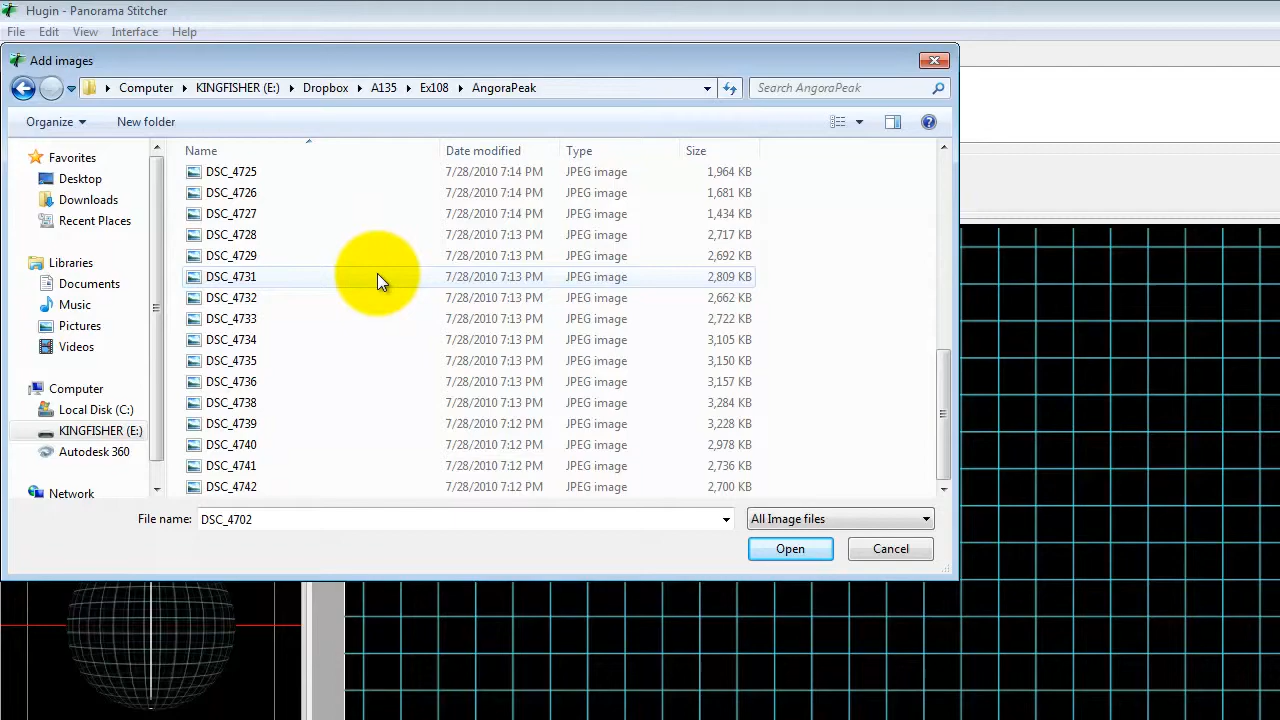 Hugin - Panorama Stitcher
File Edit View Interface Help
Add images
Computer KINGFISHER (E:) Dropbox A135 Ex108 AngoraPeak Search AngoraPeak
Organize New folder
Name Date modified Type Size
Favorites
Desktop
Downloads
Recent Places
Libraries
Documents
Music
Pictures
Videos
Computer
Local Disk (C:)
KINGFISHER (E:)
Autodesk 360
Network
DSC_4725 7/28/2010 7:14 PM JPEG image 1,964 KB
DSC_4726 7/28/2010 7:14 PM JPEG image 1,681 KB
DSC_4727 7/28/2010 7:14 PM JPEG image 1,434 KB
DSC_4728 7/28/2010 7:13 PM JPEG image 2,717 KB
DSC_4729 7/28/2010 7:13 PM JPEG image 2,692 KB
DSC_4731 7/28/2010 7:13 PM JPEG image 2,809 KB
DSC_4732 7/28/2010 7:13 PM JPEG image 2,662 KB
DSC_4733 7/28/2010 7:13 PM JPEG image 2,722 KB
DSC_4734 7/28/2010 7:13 PM JPEG image 3,105 KB
DSC_4735 7/28/2010 7:13 PM JPEG image 3,150 KB
DSC_4736 7/28/2010 7:13 PM JPEG image 3,157 KB
DSC_4738 7/28/2010 7:13 PM JPEG image 3,284 KB
DSC_4739 7/28/2010 7:12 PM JPEG image 3,228 KB
DSC_4740 7/28/2010 7:12 PM JPEG image 2,978 KB
DSC_4741 7/28/2010 7:12 PM JPEG image 2,736 KB
DSC_4742 7/28/2010 7:12 PM JPEG image 2,700 KB
File name: DSC_4702 All Image files
Open Cancel